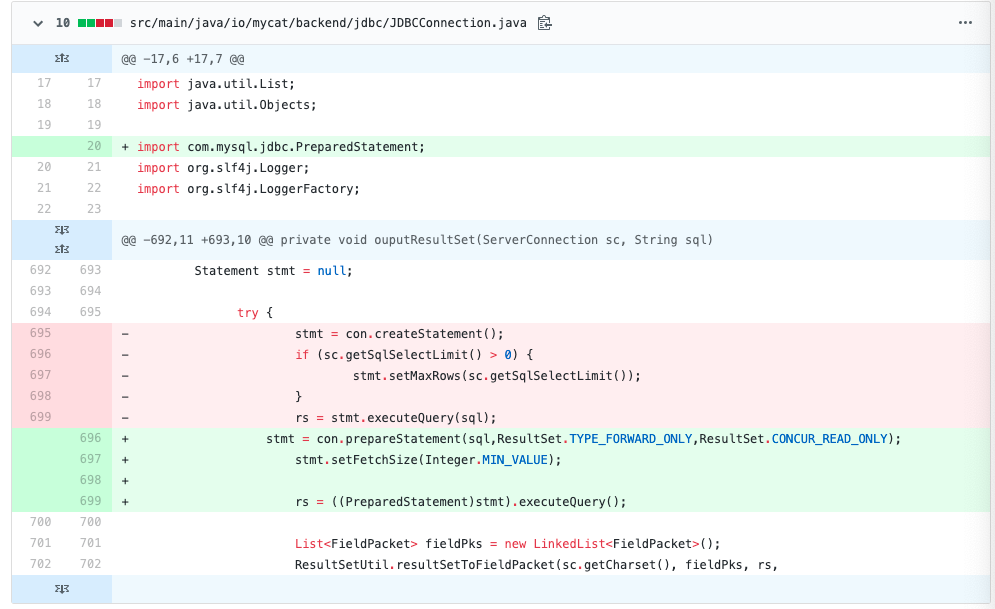 10 src/main/java/io/mycat/backend/jdbc/JDBCConnection.java
@@ -17,6 +17,7 @@
17 17 import java.util.List;
18 18 import java.util.Objects;
19 19
20 + import com.mysql.jdbc.PreparedStatement;
20 21 import org.slf4j.Logger;
21 22 import org.slf4j.LoggerFactory;
22 23
@@ -692,11 +693,10 @@ private void ouputResultSet(ServerConnection sc, String sql)
692 693 Statement stmt = null;
693 694
694 695 try {
695 - stmt = con.createStatement();
696 - if (sc.getSqlSelectLimit() > 0) {
697 - stmt.setMaxRows(sc.getSqlSelectLimit());
698 - }
699 - rs = stmt.executeQuery(sql);
696 + stmt = con.prepareStatement(sql,ResultSet.TYPE_FORWARD_ONLY,ResultSet.CONCUR_READ_ONLY);
697 + stmt.setFetchSize(Integer.MIN_VALUE);
698 +
699 + rs = ((PreparedStatement)stmt).executeQuery();
700 700
701 701 List<FieldPacket> fieldPks = new LinkedList<FieldPacket>();
702 702 ResultSetUtil.resultSetToFieldPacket(sc.getCharset(), fieldPks, rs,